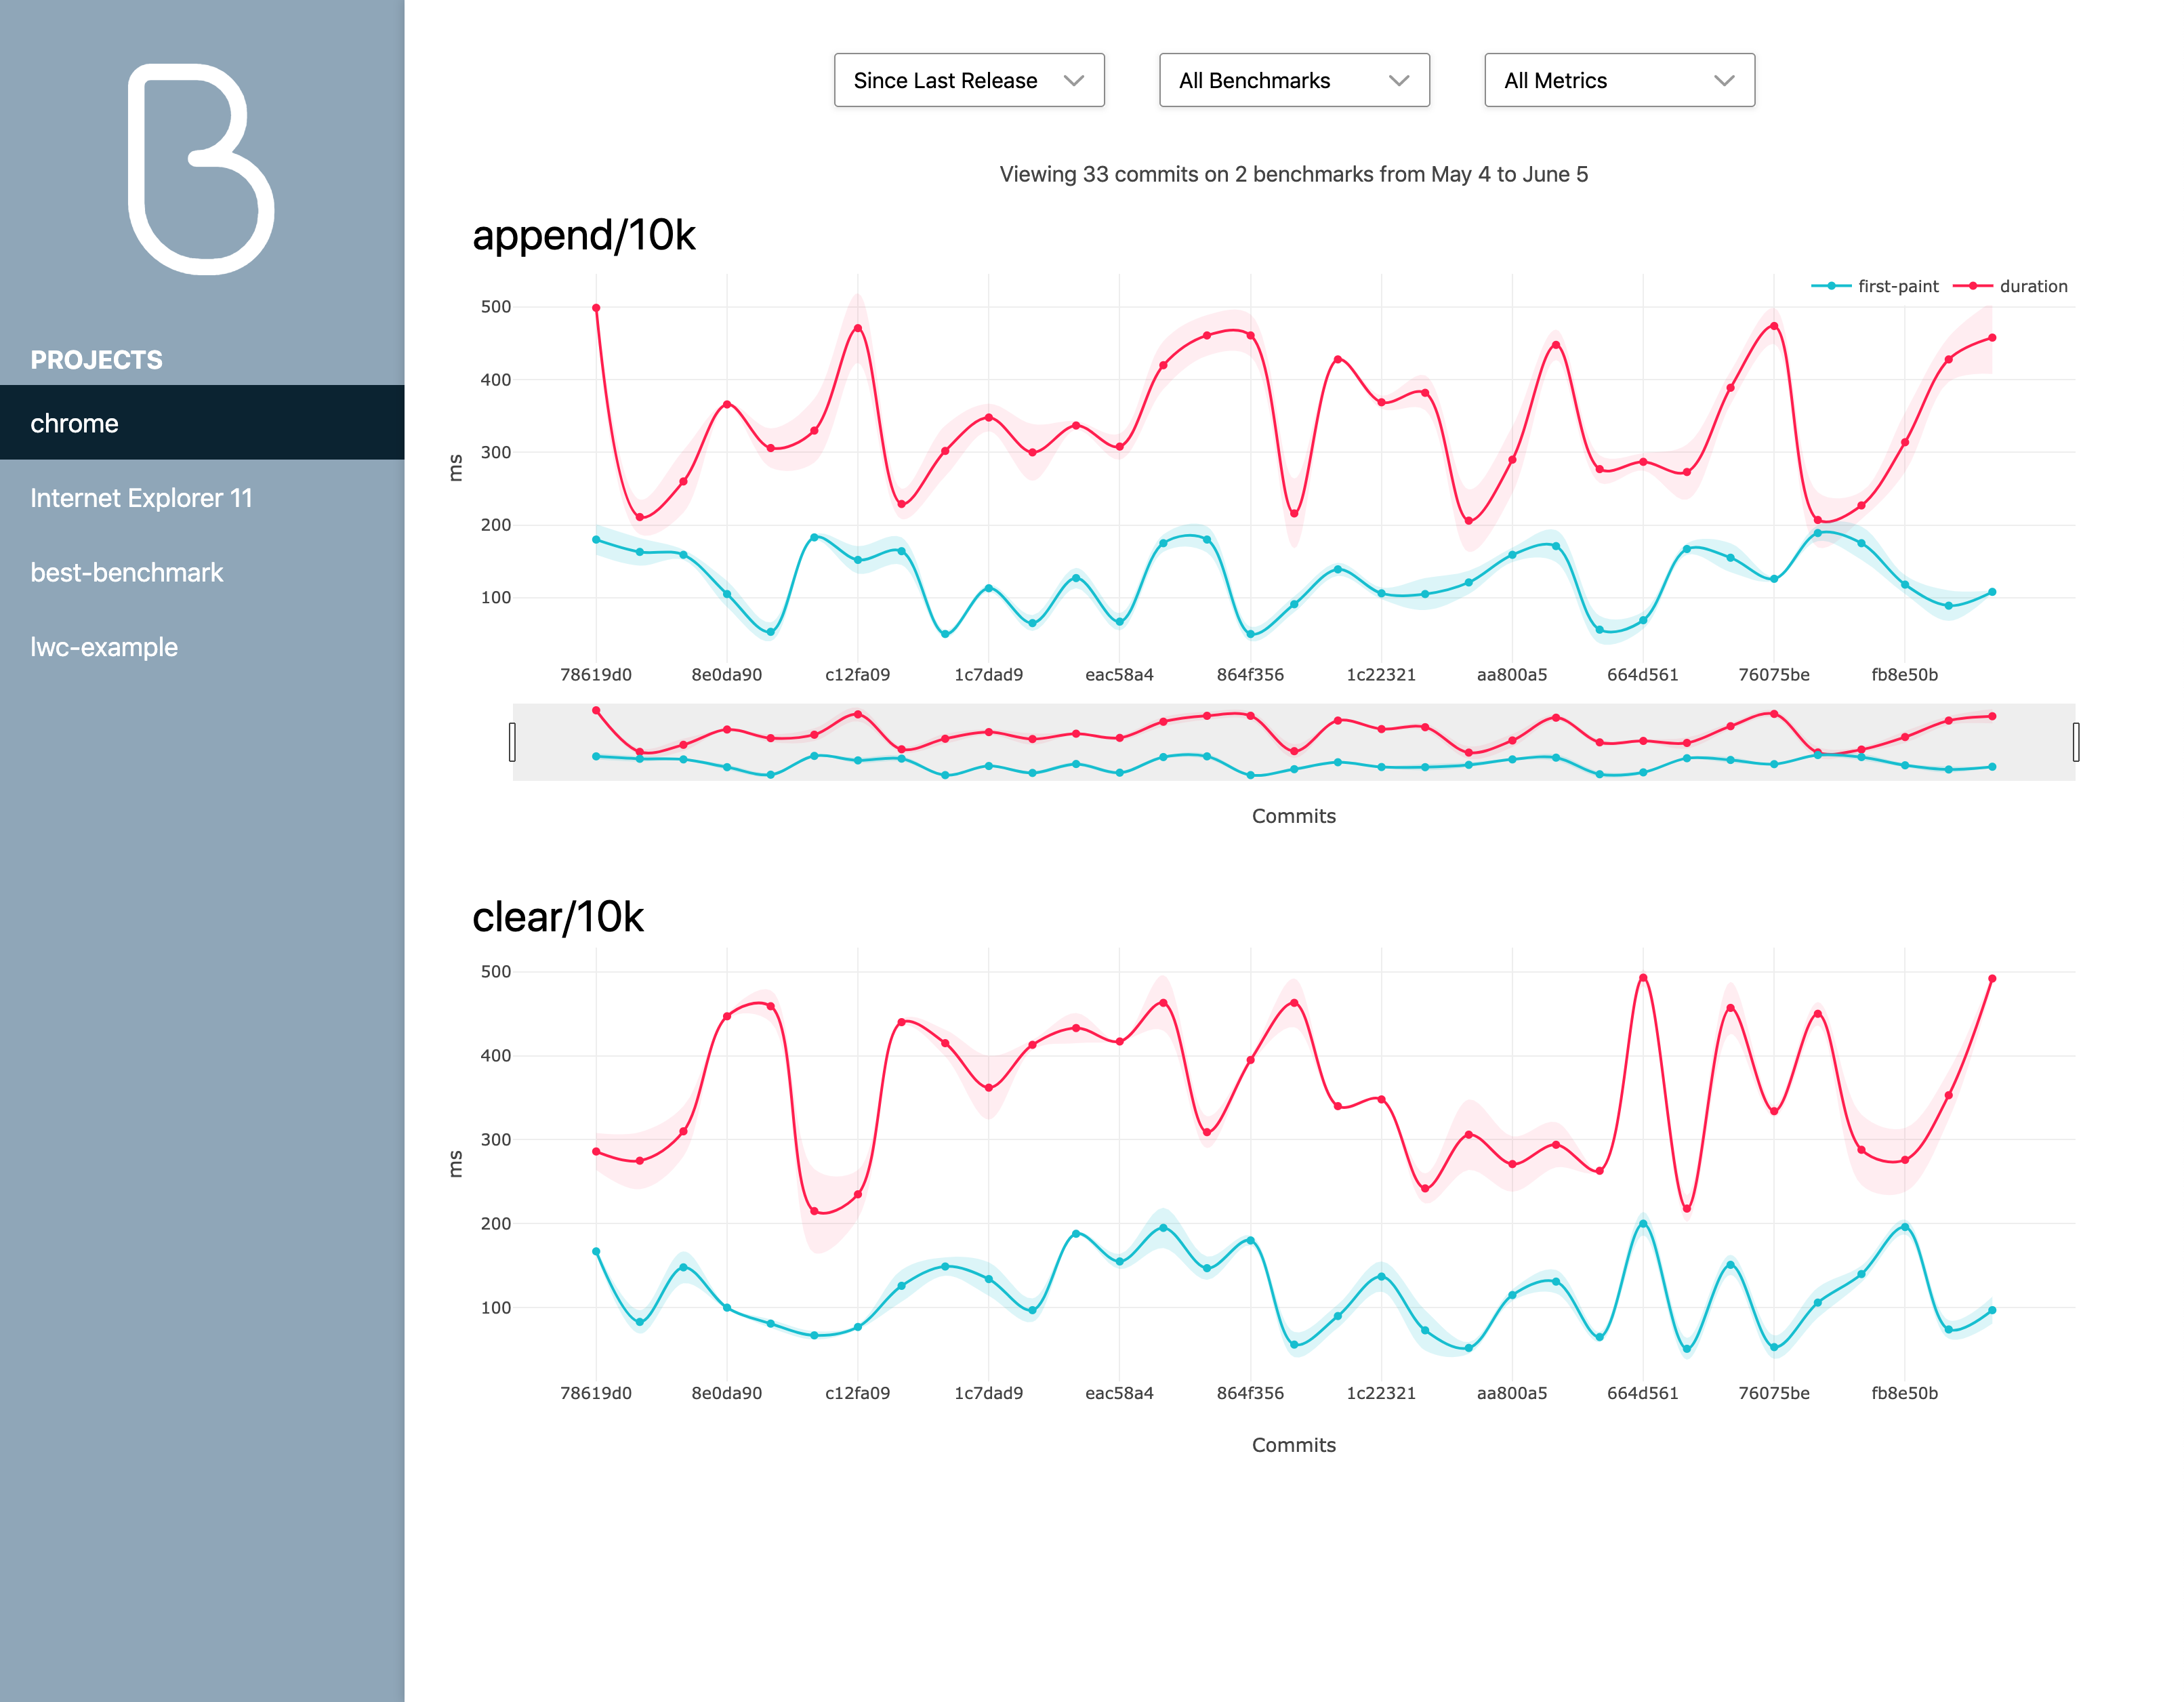 PROJECTS
chrome
Internet Explorer 11
best-benchmark
lwc-example
Since Last Release
All Benchmarks
All Metrics
Viewing 33 commits on 2 benchmarks from May 4 to June 5
append/10k
first-paint
duration
500
400
300
200
100
ms
78619d0 8e0da90 c12fa09 1c7dad9 eac58a4 864f356 1c22321 aa800a5 664d561 76075be fb8e50b
Commits
clear/10k
500
400
300
200
100
ms
78619d0 8e0da90 c12fa09 1c7dad9 eac58a4 864f356 1c22321 aa800a5 664d561 76075be fb8e50b
Commits